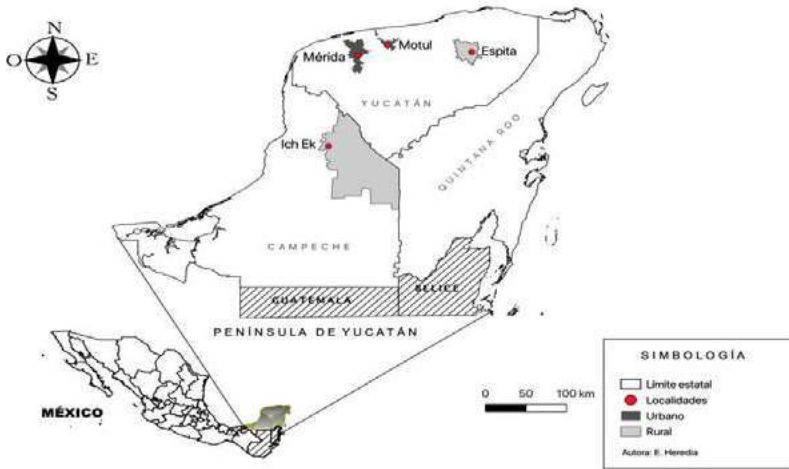 N
O E
S
Mérida
Motul
Espita
YUCATÁN
Ich Ek
QUINTANA ROO
CAMPECHE
GUATEMALA
BELICE
PENÍNSULA DE YUCATÁN
MÉXICO
0 50 100 km
SIMBOLOGÍA
Límite estatal
Localidades
Urbano
Rural
Autora: E. Heredia